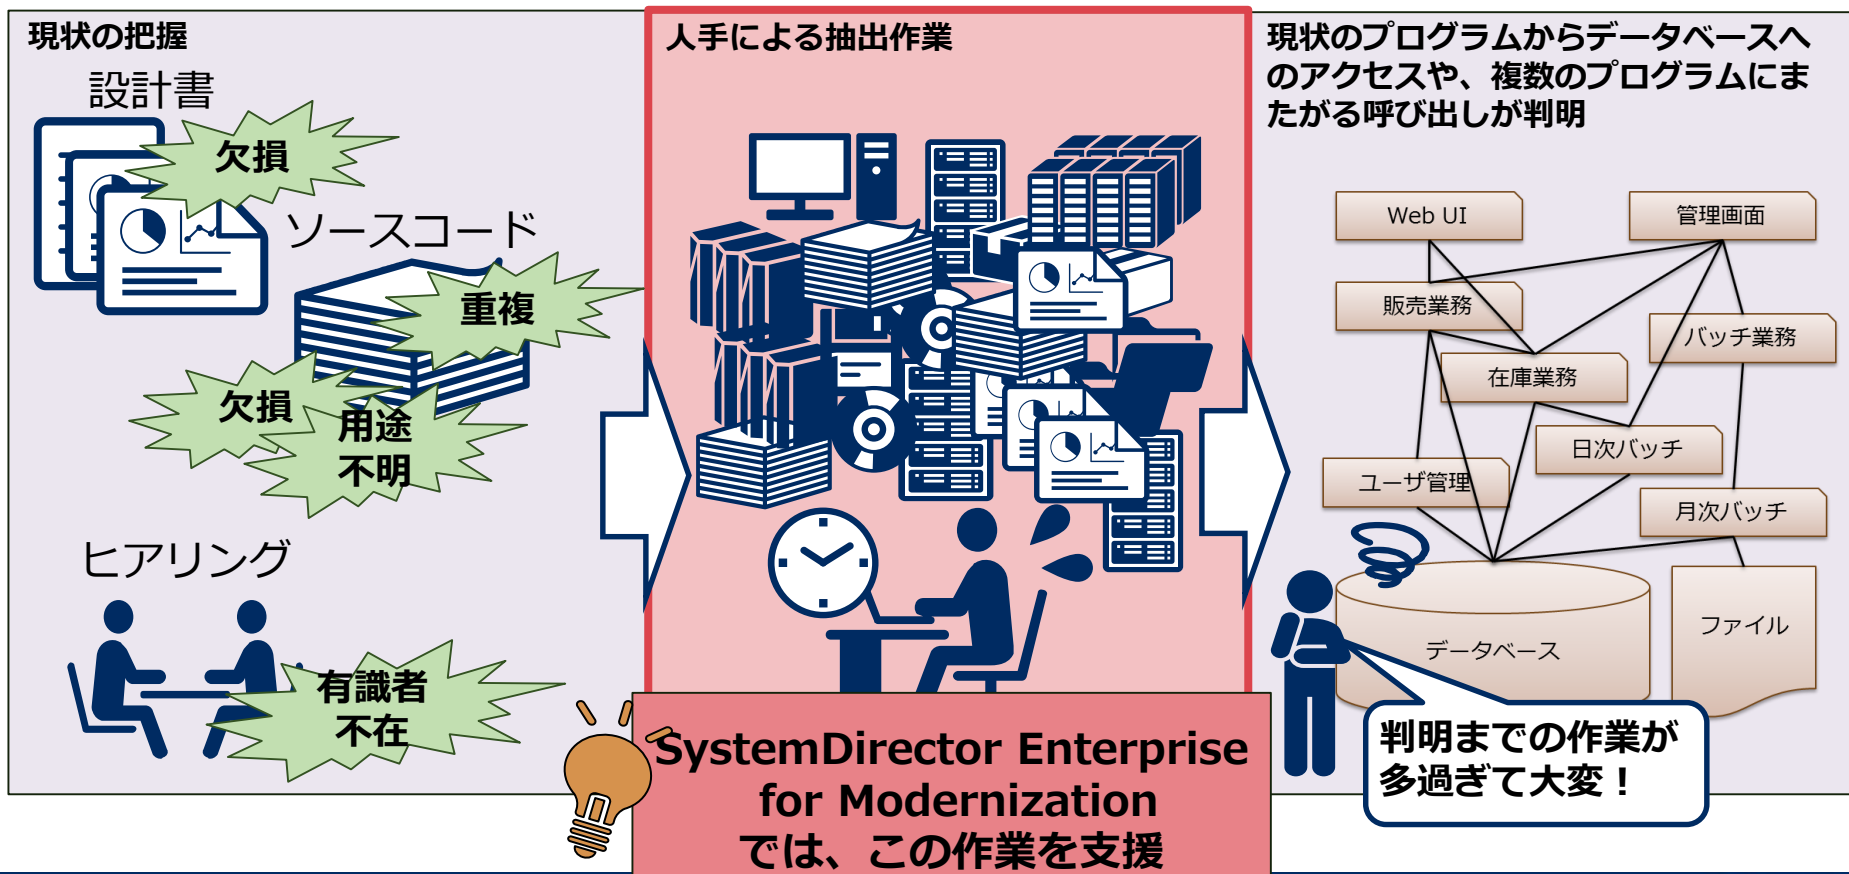 現状の把握
設計書
欠損
ソースコード
重複
欠損
用途
不明
ヒアリング
有識者
不在
人手による抽出作業
SystemDirector Enterprise
for Modernization
では、この作業を支援
現状のプログラムからデータベースへ
のアクセスや、複数のプログラムにま
たがる呼び出しが判明
Web UI
管理画面
販売業務
バッチ業務
在庫業務
日次バッチ
ユーザ管理
月次バッチ
データベース
ファイル
判明までの作業が
多過ぎて大変！